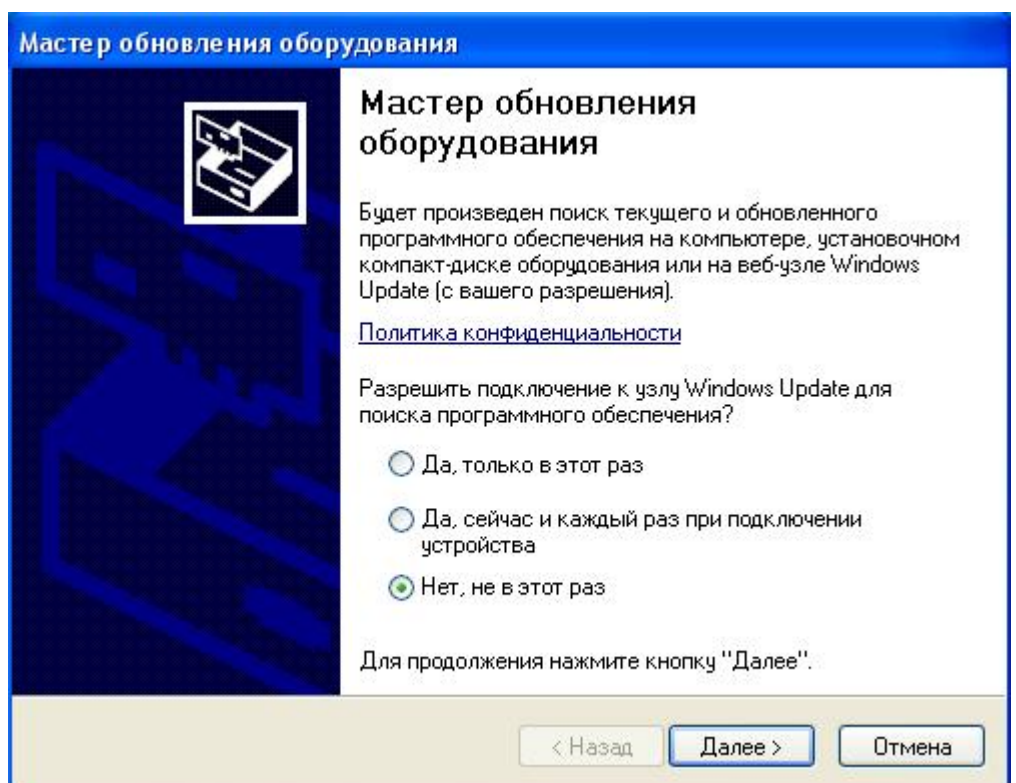 Мастер обновления оборудования
Мастер обновления
оборудования
Будет произведен поиск текущего и обновленного
программного обеспечения на компьютере, установочном
компакт-диске оборудования или на веб-узле Windows
Update (с вашего разрешения).
Политика конфиденциальности
Разрешить подключение к узлу Windows Update для
поиска программного обеспечения?
Да, только в этот раз
Да, сейчас и каждый раз при подключении
устройства
Нет, не в этот раз
Для продолжения нажмите кнопку "Далее".
< Назад
Далее >
Отмена